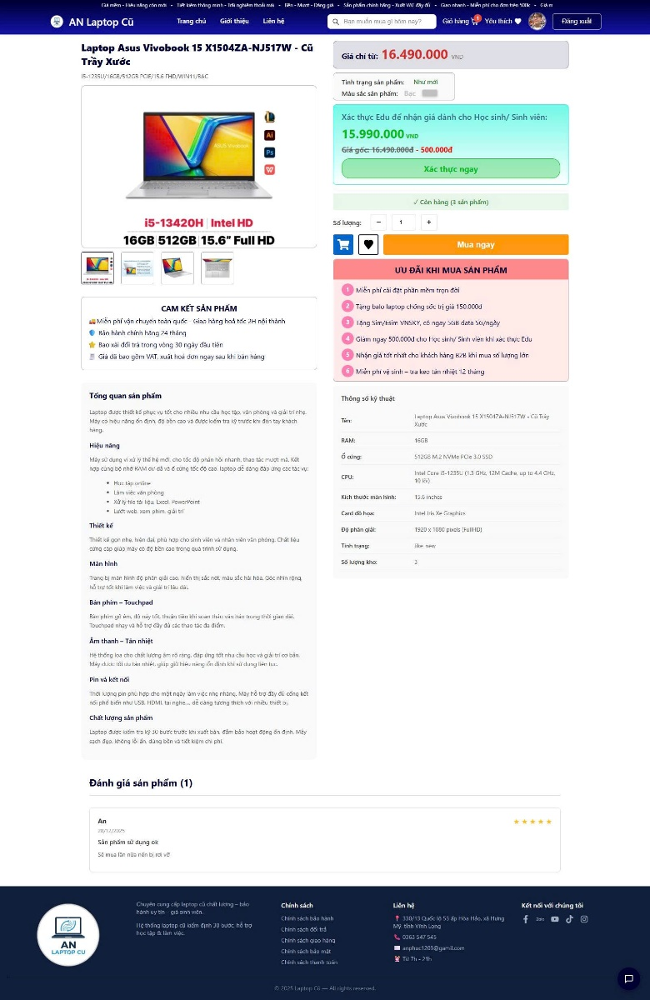 Giá mềm - Hiệu năng còn mới • Tiết kiệm thông minh - Trải nghiệm thoải mái • Bền - Mượt - Đáng giá • Sản phẩm chính hãng - Xuất VAT đầy đủ • Giao nhanh - Miễn phí cho đơn trên 500k • Giá m
AN Laptop Cũ
Trang chủ
Giới thiệu
Liên hệ
Bạn muốn mua gì hôm nay?
Giỏ hàng
1
Yêu thích
Đăng xuất
Laptop Asus Vivobook 15 X1504ZA-NJ517W - Cũ
Trầy Xước
I5-1235U/16GB/512GB PCIE/15.6 FHD/WIN11/BẠC
ASUS Vivobook
Ai
Ps
W
i5-13420H | Intel HD
16GB | 512GB | 15.6” Full HD
CAM KẾT SẢN PHẨM
🚚 Miễn phí vận chuyển toàn quốc - Giao hàng hoả tốc 2H nội thành
Bảo hành chính hãng 24 tháng
Bao xài đổi trả trong vòng 30 ngày đầu tiên
Giá đã bao gồm VAT, xuất hoá đơn ngay sau khi bán hàng
Tổng quan sản phẩm
Laptop được thiết kế phục vụ tốt cho nhiều nhu cầu học tập, văn phòng và giải trí nhẹ.
Máy có hiệu năng ổn định, độ bền cao và được kiểm tra kỹ trước khi đến tay khách
hàng.
Hiệu năng
Máy sử dụng vi xử lý thế hệ mới, cho tốc độ phản hồi nhanh, thao tác mượt mà. Kết
hợp cùng bộ nhớ RAM dư dả và ổ cứng tốc độ cao, laptop dễ dàng đáp ứng các tác vụ:
• Học tập online
• Làm việc văn phòng
• Xử lý file tài liệu, Excel, PowerPoint
• Lướt web, xem phim, giải trí
Thiết kế
Thiết kế gọn nhẹ, hiện đại, phù hợp cho sinh viên và nhân viên văn phòng. Chất liệu
cứng cáp giúp máy có độ bền cao trong quá trình sử dụng.
Màn hình
Trang bị màn hình độ phân giải cao, hiển thị sắc nét, màu sắc hài hòa. Góc nhìn rộng,
hỗ trợ tốt khi làm việc và giải trí lâu dài.
Bàn phím – Touchpad
Bàn phím gõ êm, độ nảy tốt, thuận tiện khi soạn thảo văn bản trong thời gian dài.
Touchpad nhạy và hỗ trợ đầy đủ các thao tác đa điểm.
Âm thanh – Tản nhiệt
Hệ thống loa cho chất lượng âm rõ ràng, đáp ứng tốt nhu cầu học và giải trí cơ bản.
Máy được tối ưu tản nhiệt, giúp giữ hiệu năng ổn định khi sử dụng liên tục.
Pin và kết nối
Thời lượng pin phù hợp cho một ngày làm việc nhẹ nhàng. Máy hỗ trợ đầy đủ cổng kết
nối phổ biến như USB, HDMI, tai nghe..., dễ dàng tương thích với nhiều thiết bị.
Chất lượng sản phẩm
Laptop được kiểm tra kỹ 30 bước trước khi xuất bán, đảm bảo hoạt động ổn định. Máy
sạch đẹp, không lỗi ẩn, dùng bền và tiết kiệm chi phí.
Giá chỉ từ: 16.490.000 VND
Tình trạng sản phẩm: Như mới
Màu sắc sản phẩm: Bạc
Xác thực Edu để nhận giá dành cho Học sinh/ Sinh viên:
15.990.000 VND
Giá gốc: 16.490.000đ - 500.000đ
Xác thực ngay
✓ Còn hàng (3 sản phẩm)
Số lượng: − 1 +
Mua ngay
ƯU ĐÃI KHI MUA SẢN PHẨM
1 Miễn phí cài đặt phần mềm trọn đời
2 Tặng balo laptop chống sốc trị giá 150.000đ
3 Tặng Sim/Esim VNSKY, có ngay 5GB data 5G/ngày
4 Giảm ngay 500,000đ cho Học sinh/ Sinh viên khi xác thực Edu
5 Nhận giá tốt nhất cho khách hàng B2B khi mua số lượng lớn
6 Miễn phí vệ sinh – tra keo tản nhiệt 12 tháng
Thông số kỹ thuật
Tên: Laptop Asus Vivobook 15 X1504ZA-NJ517W - Cũ Trầy
Xước
RAM: 16GB
Ổ cứng: 512GB M.2 NVMe PCIe 3.0 SSD
CPU: Intel Core i5-1235U (1.3 GHz, 12M Cache, up to 4.4 GHz,
10 lõi)
Kích thước màn hình: 15.6 inches
Card đồ họa: Intel Iris Xe Graphics
Độ phân giải: 1920 x 1080 pixels (FullHD)
Tình trạng: like-new
Số lượng kho: 3
Đánh giá sản phẩm (1)
An ★★★★★
20/12/2025
Sản phẩm sử dụng ok
Sẽ mua lần nữa nên bị rơi vỡ
AN
LAPTOP CU
Chuyên cung cấp laptop cũ chất lượng – bảo
hành uy tín – giá sinh viên.
Hệ thống laptop cũ kiểm định 30 bước, hỗ trợ
học tập & làm việc.
Chính sách
Chính sách bảo hành
Chính sách đổi trả
Chính sách giao hàng
Chính sách bảo mật
Chính sách thanh toán
Liên hệ
📍 330/13 Quốc lộ 53 ấp Hòa Hảo, xã Hưng
Mỹ, tỉnh Vĩnh Long
📞 0363 547 545
anphuc1203@gamil.com
Từ 7h - 21h
Kết nối với chúng tôi
Zalo
© 2025 Laptop Cũ — All rights reserved.